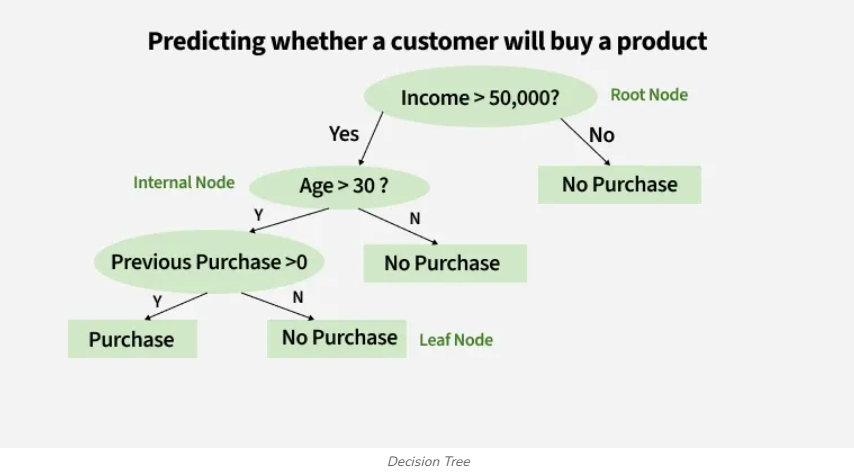 Predicting whether a customer will buy a product
Income > 50,000?
Root Node
Yes
No
Internal Node
Age > 30 ?
No Purchase
Y
N
Previous Purchase >0
No Purchase
Y
N
Purchase
No Purchase
Leaf Node
Decision Tree